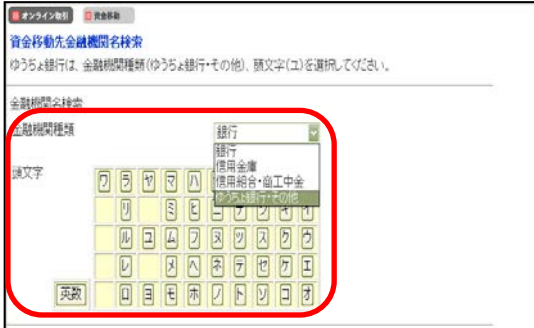 オンライン取引 資金移動
資金移動先金融機関名検索
ゆうちょ銀行は、金融機関種類(ゆうちょ銀行・その他)、頭文字(ユ)を選択してください。
金融機関名検索
金融機関種類 銀行
銀行
信用金庫
信用組合・商工中金
ゆうちょ銀行・その他
頭文字 ワ ラ ヤ マ ハ
リ ミ ヒ ニ チ シ キ イ
ル ユ ム フ ヌ ツ ス ク ウ
レ メ ヘ ネ テ セ ケ エ
英数 ロ ヨ モ ホ ノ ト ソ コ オ